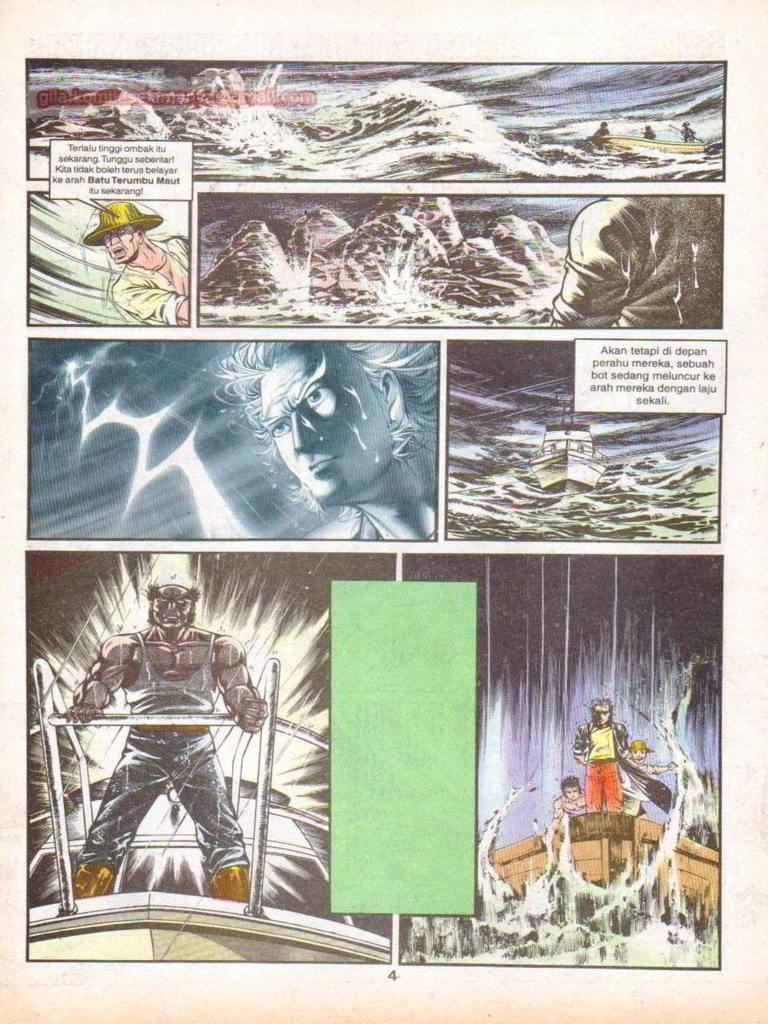 Terlalu tinggi ombak itu
sekarang. Tunggu sebentar!
Kita tidak boleh terus belayar
ke arah Batu Terumbu Maut
itu sekarang!
Akan tetapi di depan
perahu mereka, sebuah
bot sedang meluncur ke
arah mereka dengan laju
sekali.
4